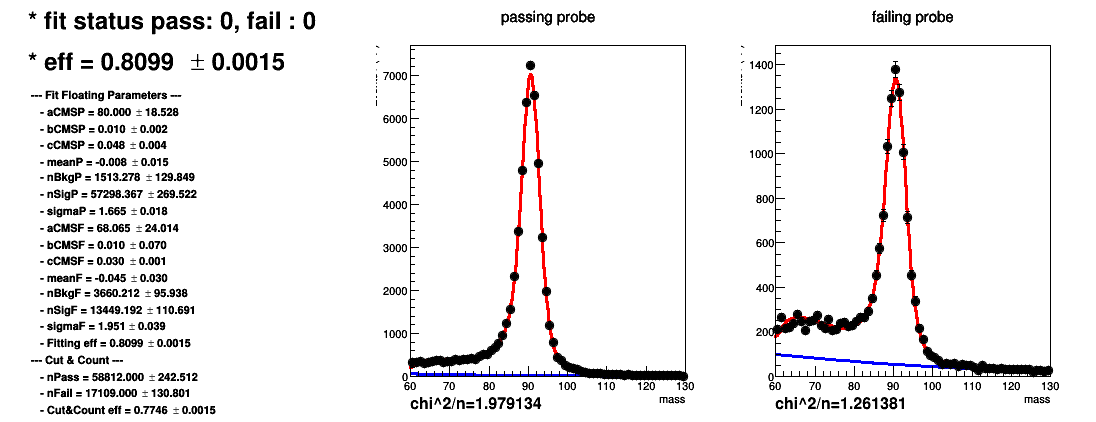 * fit status pass: 0, fail : 0
* eff = 0.8099 ± 0.0015
--- Fit Floating Parameters ---
- aCMSP = 80.000 ± 18.528
- bCMSP = 0.010 ± 0.002
- cCMSP = 0.048 ± 0.004
- meanP = -0.008 ± 0.015
- nBkgP = 1513.278 ± 129.849
- nSigP = 57298.367 ± 269.522
- sigmaP = 1.665 ± 0.018
- aCMSF = 68.065 ± 24.014
- bCMSF = 0.010 ± 0.070
- cCMSF = 0.030 ± 0.001
- meanF = -0.045 ± 0.030
- nBkgF = 3660.212 ± 95.938
- nSigF = 13449.192 ± 110.691
- sigmaF = 1.951 ± 0.039
- Fitting eff = 0.8099 ± 0.0015
--- Cut & Count ---
- nPass = 58812.000 ± 242.512
- nFail = 17109.000 ± 130.801
- Cut&Count eff = 0.7746 ± 0.0015
passing probe
7000
6000
5000
4000
3000
2000
1000
0
60 70 80 90 100 110 120 130
mass
chi^2/n=1.979134
failing probe
1400
1200
1000
800
600
400
200
0
60 70 80 90 100 110 120 130
mass
chi^2/n=1.261381